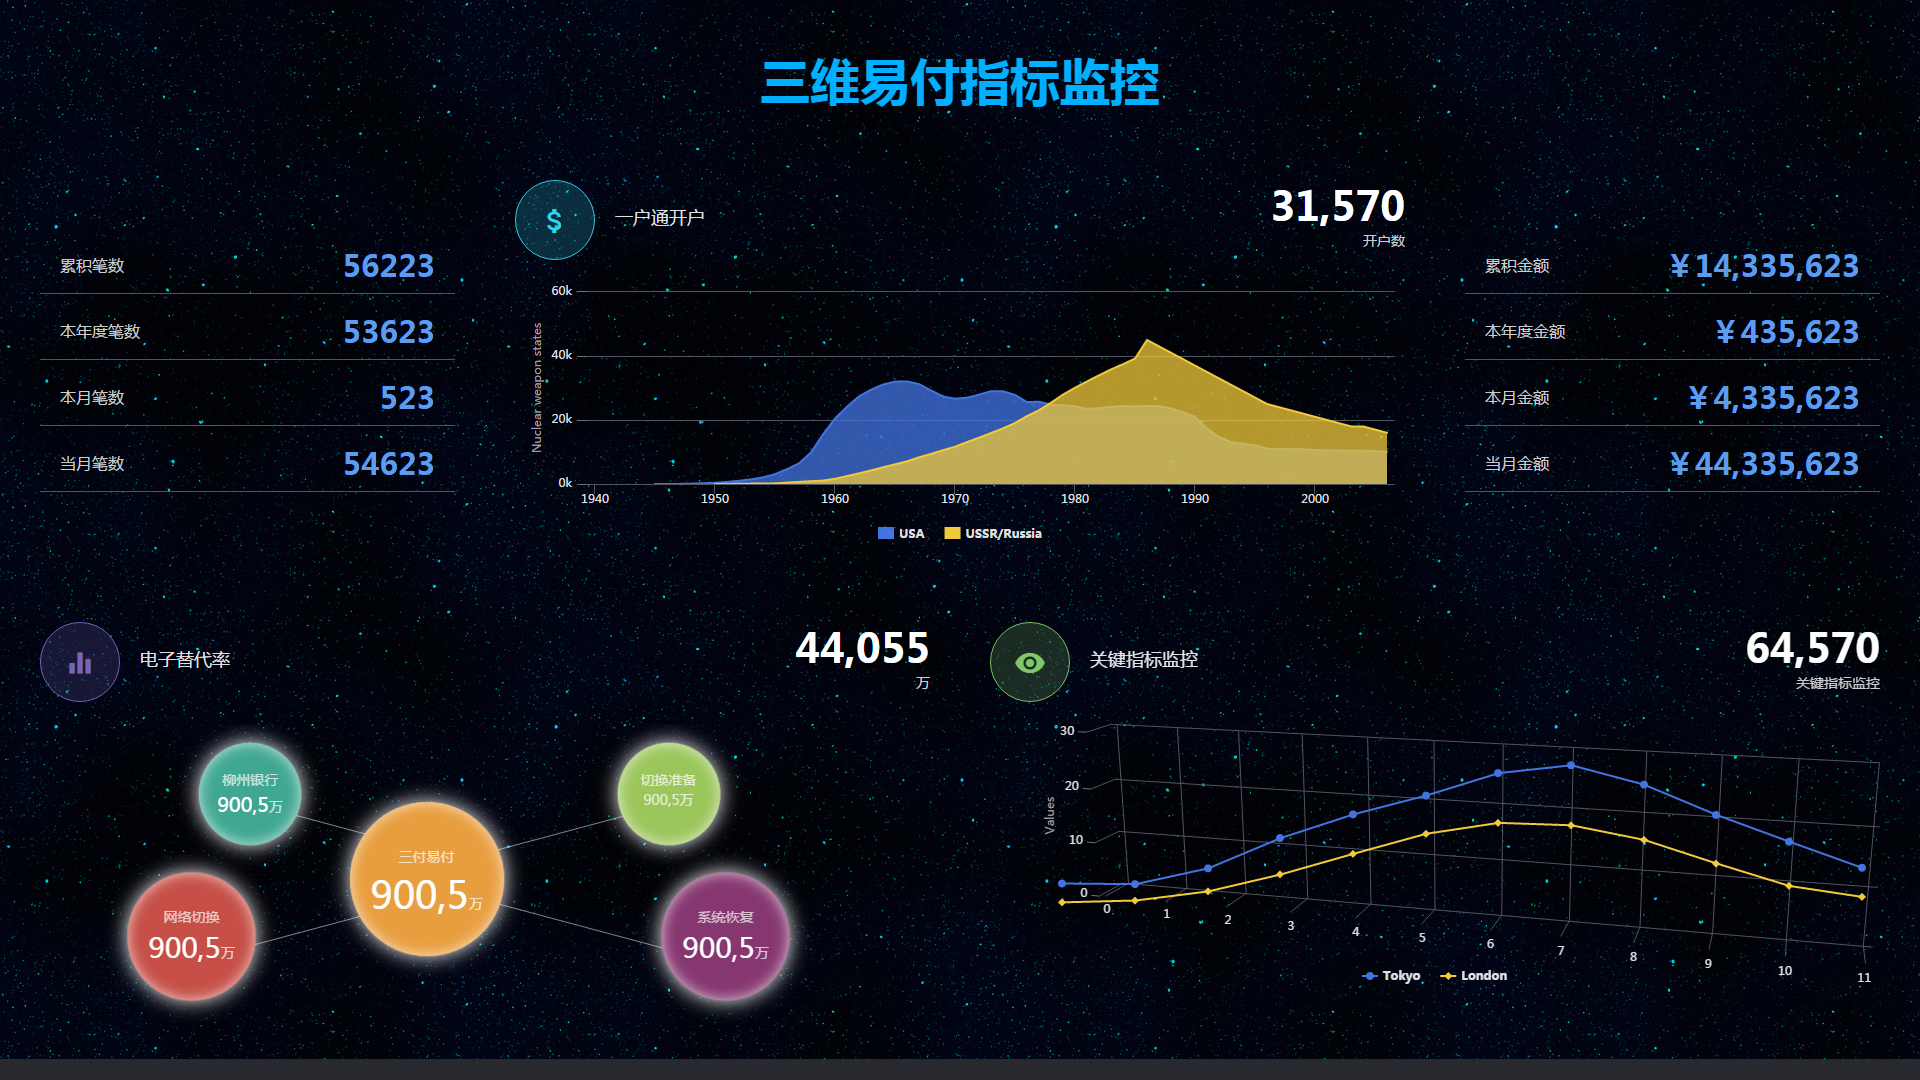 三维易付指标监控
累积笔数 56223
本年度笔数 53623
本月笔数 523
当月笔数 54623
一户通开户
31,570
开户数
Nuclear weapon states
60k
40k
20k
0k
1940 1950 1960 1970 1980 1990 2000
USA USSR/Russia
累积金额 ¥ 14,335,623
本年度金额 ¥ 435,623
本月金额 ¥ 4,335,623
当月金额 ¥ 44,335,623
电子替代率
44,055
万
柳州银行
900,5万
网络切换
900,5万
三付易付
900,5万
切换准备
900,5万
系统恢复
900,5万
关键指标监控
64,570
关键指标监控
Values
30
20
10
0
0 1 2 3 4 5 6 7 8 9 10 11
Tokyo London